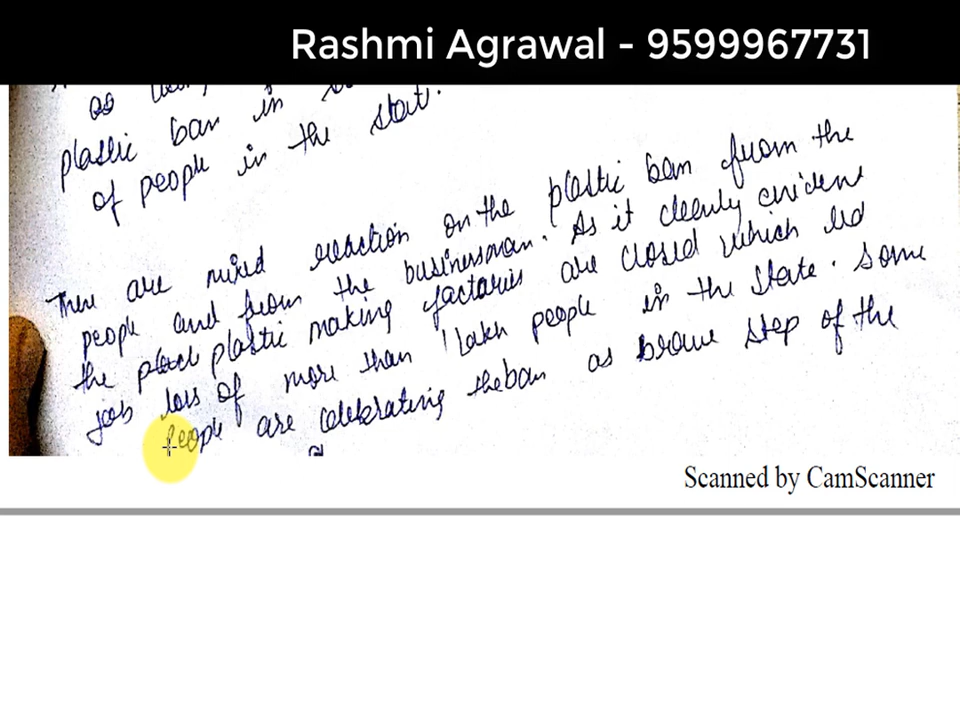 Rashmi Agrawal - 9599967731
as
plastic ban in
of people in the stat.
There are mixed reaction on the plastic ban from the
people and from the businessman. As it clearly evident
the plastic making factories are closed which led
job loss of more than 1 lakh people in the state. Some
people are celebrating the ban as brave step of the
Scanned by CamScanner